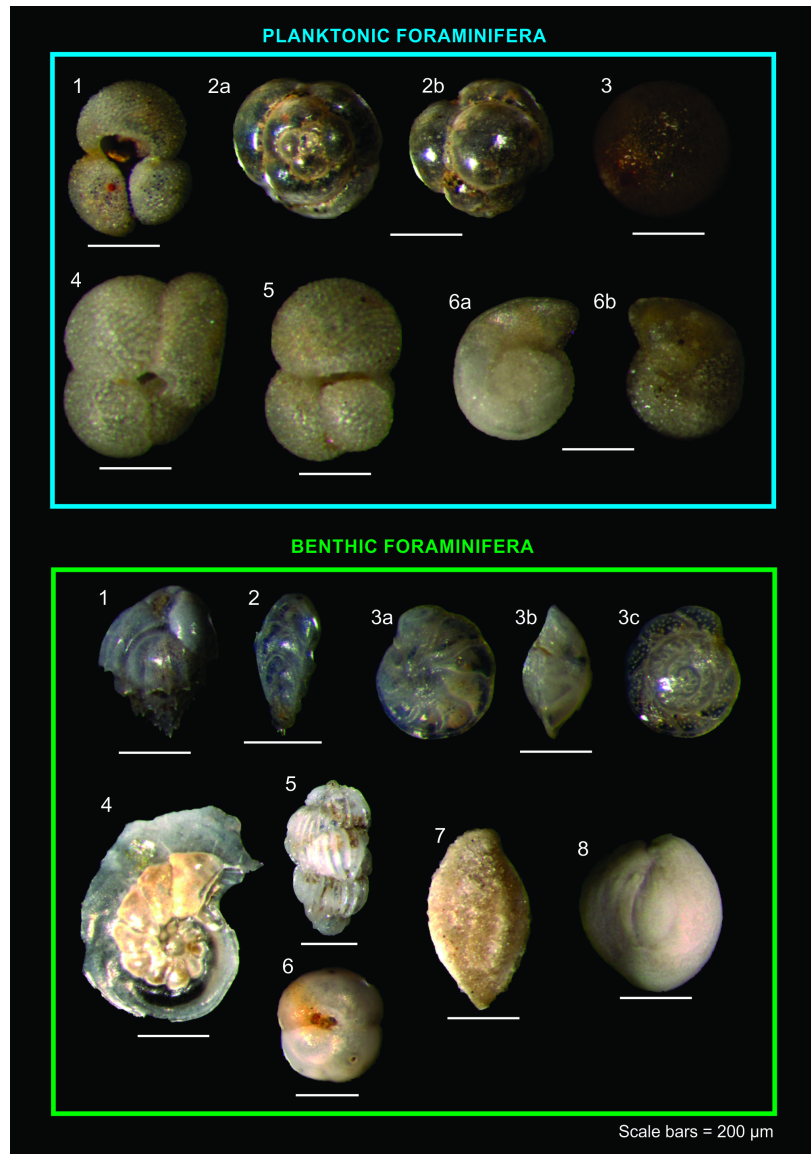 PLANKTONIC FORAMINIFERA
1
2a
2b
3
4
5
6a
6b
BENTHIC FORAMINIFERA
1
2
3a
3b
3c
4
5
6
7
8
Scale bars = 200 µm